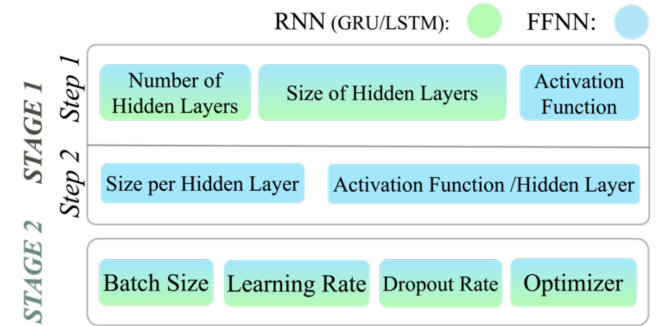 RNN (GRU/LSTM):
FFNN:
STAGE 1
Step 1
Number of
Hidden Layers
Size of Hidden Layers
Activation
Function
Step 2
Size per Hidden Layer
Activation Function /Hidden Layer
STAGE 2
Batch Size
Learning Rate
Dropout Rate
Optimizer